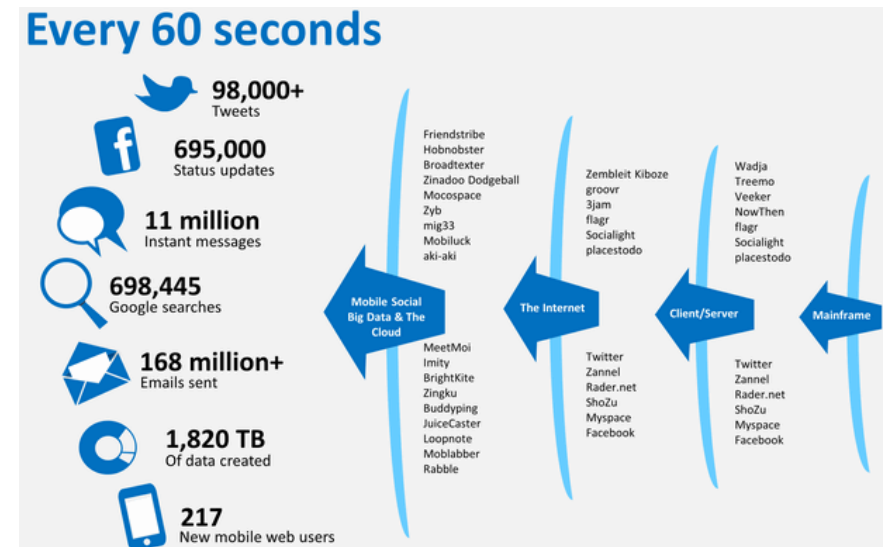 Every 60 seconds
98,000+
Tweets
695,000
Status updates
11 million
Instant messages
698,445
Google searches
168 million+
Emails sent
1,820 TB
Of data created
217
New mobile web users
Friendstribe
Hobnobster
Broadtexter
Zinadoo Dodgeball
Mocospace
Zyb
mig33
Mobiluck
aki-aki
Mobile Social
Big Data & The
Cloud
MeetMoi
Imity
BrightKite
Zingku
Buddyping
JuiceCaster
Loopnote
Moblabber
Rabble
Zembleit Kiboze
groovr
3jam
flagr
Socialight
placestodo
The Internet
Twitter
Zannel
Rader.net
ShoZu
Myspace
Facebook
Wadja
Treemo
Veeker
NowThen
flagr
Socialight
placestodo
Client/Server
Twitter
Zannel
Rader.net
ShoZu
Myspace
Facebook
Mainframe